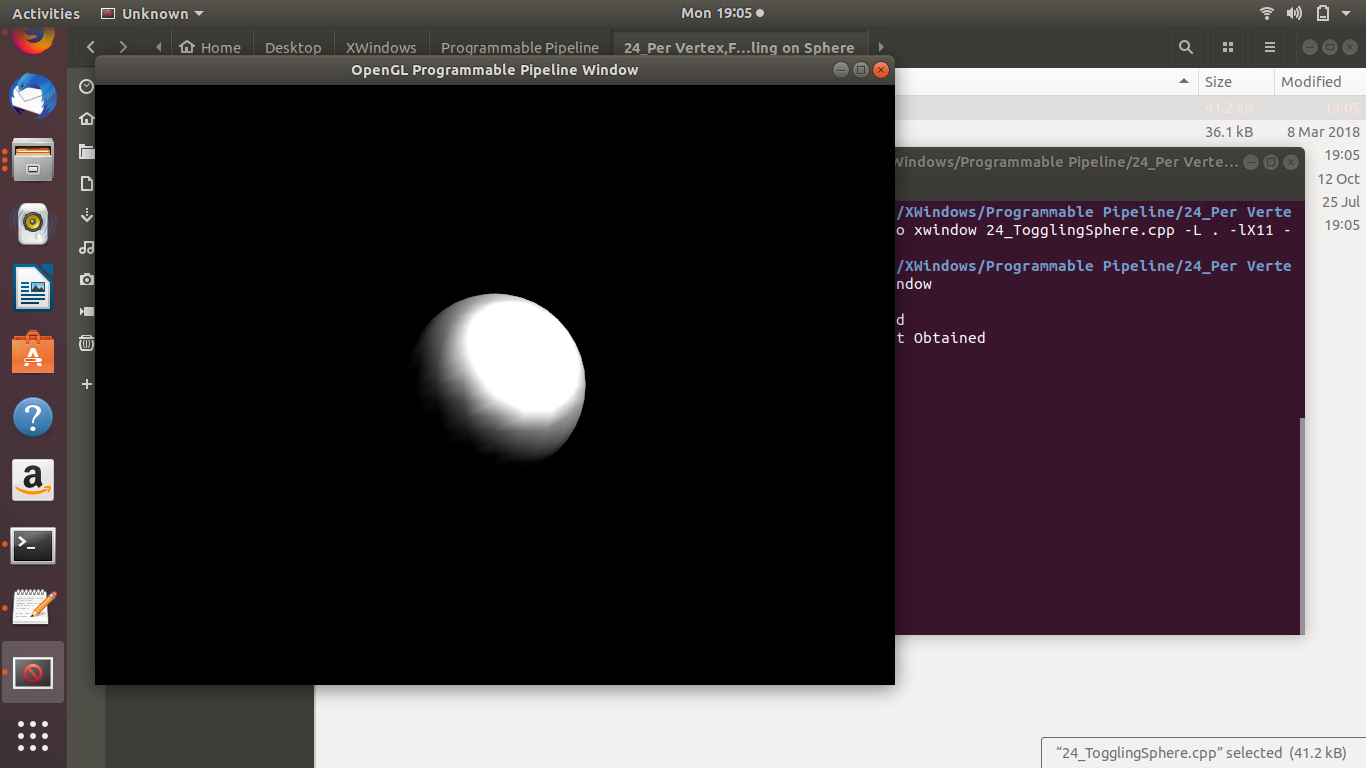 Activities Unknown Mon 19:05
Home Desktop XWindows Programmable Pipeline 24_Per Vertex,F...ling on Sphere
OpenGL Programmable Pipeline Window
Size Modified
41.2 kB 19:05
36.1 kB 8 Mar 2018
19:05
12 Oct
25 Jul
19:05
Windows/Programmable Pipeline/24_Per Verte...
/XWindows/Programmable Pipeline/24_Per Verte
o xwindow 24_TogglingSphere.cpp -L . -lX11 -
/XWindows/Programmable Pipeline/24_Per Verte
ndow
d
t Obtained
“24_TogglingSphere.cpp” selected (41.2 kB)